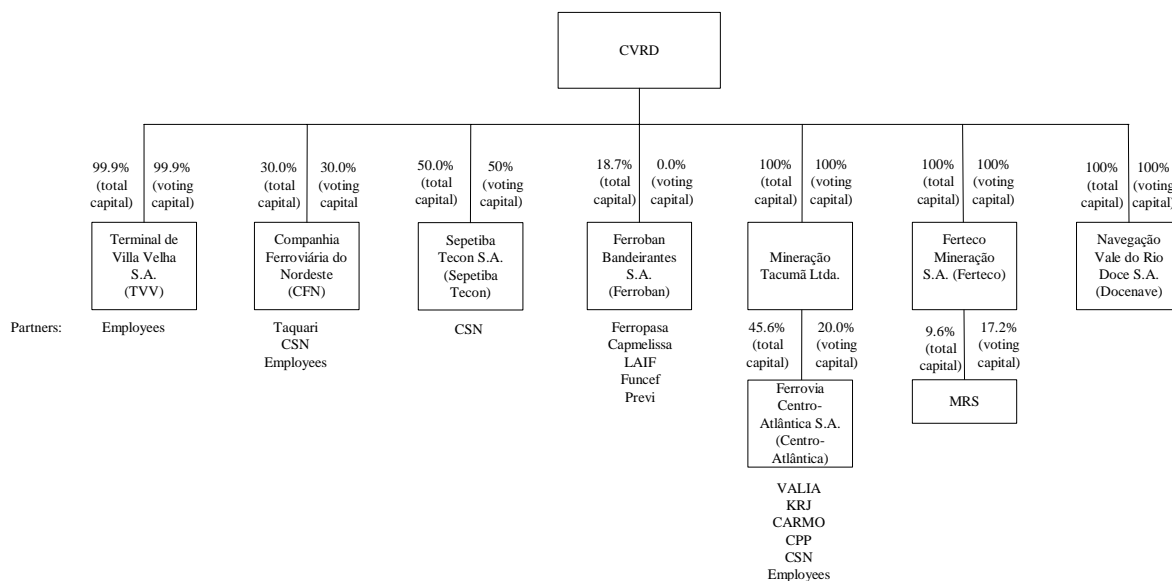 CVRD
99.9%
(total
capital)
99.9%
(voting
capital)
30.0%
(total
capital)
30.0%
(voting
capital
50.0%
(total
capital)
50%
(voting
capital)
18.7%
(total
capital)
0.0%
(voting
capital)
100%
(total
capital)
100%
(voting
capital)
100%
(total
capital)
100%
(voting
capital)
100%
(total
capital)
100%
(voting
capital)
Terminal de
Villa Velha
S.A.
(TVV)
Companhia
Ferroviária do
Nordeste
(CFN)
Sepetiba
Tecon S.A.
(Sepetiba
Tecon)
Ferroban
Bandeirantes
S.A.
(Ferroban)
Mineração
Tacumã Ltda.
Ferteco
Mineração
S.A. (Ferteco)
Navegação
Vale do Rio
Doce S.A.
(Docenave)
Partners:
Employees
Taquari
CSN
Employees
CSN
Ferropasa
Capmelissa
LAIF
Funcef
Previ
45.6%
(total
capital)
20.0%
(voting
capital)
9.6%
(total
capital)
17.2%
(voting
capital)
Ferrovia
Centro-
Atlântica S.A.
(Centro-
Atlântica)
MRS
VALIA
KRJ
CARMO
CPP
CSN
Employees